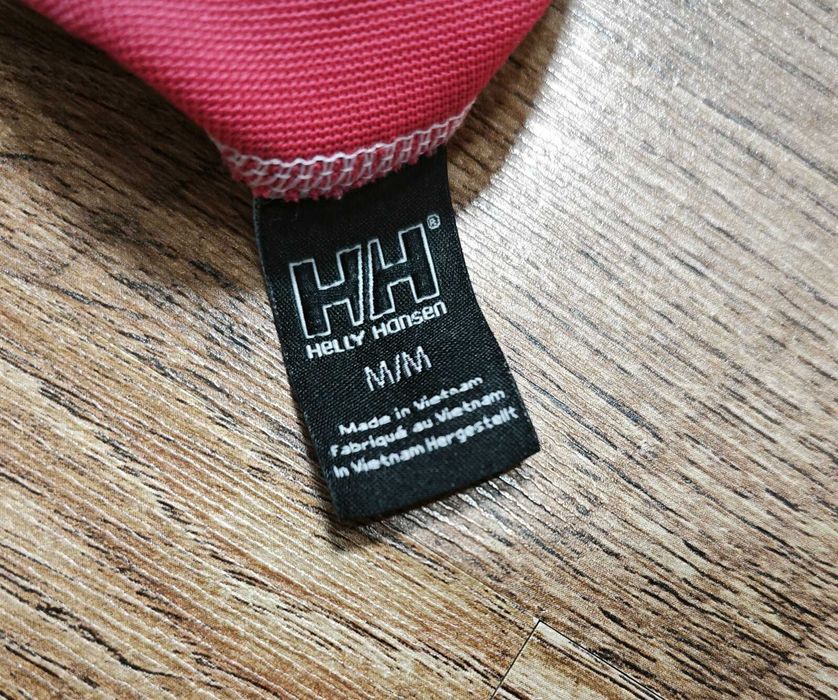 HH®
HELLY HANSEN
M/M
Made in Vietnam
Fabriqué au Vietnam
In Vietnam Hergestellt